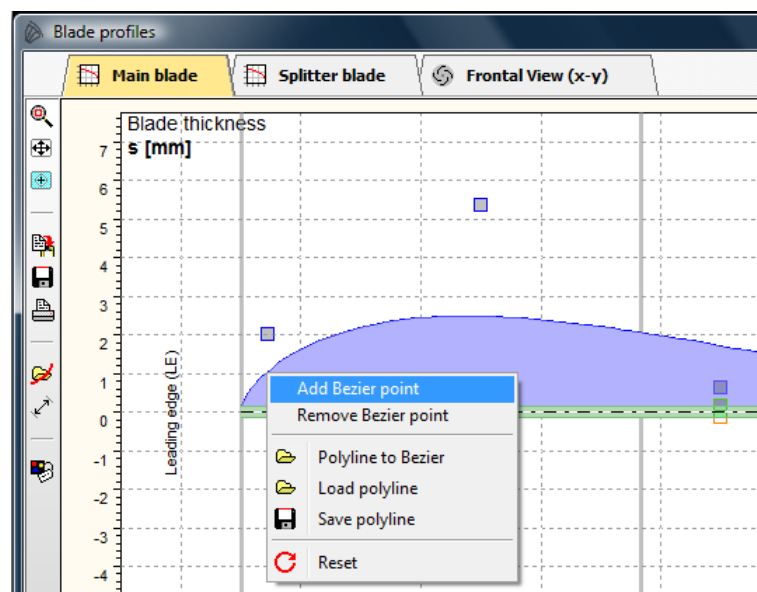 Blade profiles
Main blade
Splitter blade
Frontal View (x-y)
Blade thickness
s [mm]
7
6
5
4
3
2
1
0
-1
-2
-3
-4
Leading edge (LE)
Add Bezier point
Remove Bezier point
Polyline to Bezier
Load polyline
Save polyline
Reset